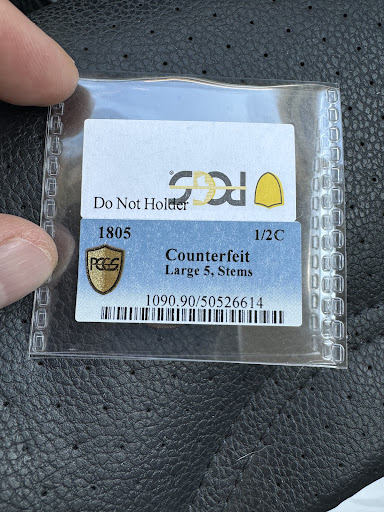 PCGS
Do Not Holder
1805 1/2C
PCGS
Counterfeit
Large 5, Stems
1090.90/50526614